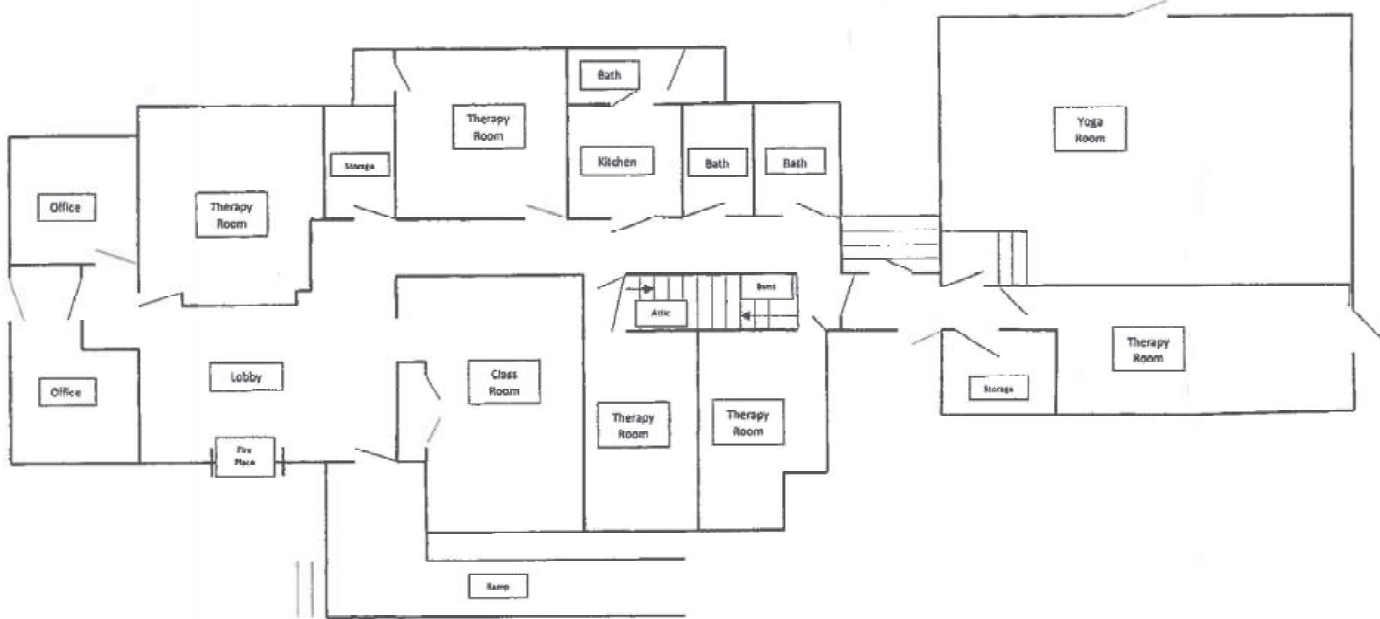 Bath
Therapy
Room
Yoga
Room
Storage
Kitchen
Bath
Bath
Office
Therapy
Room
Bsmt
Attic
Therapy
Room
Lobby
Class
Room
Office
Storage
Therapy
Room
Therapy
Room
Fire
Place
Ramp